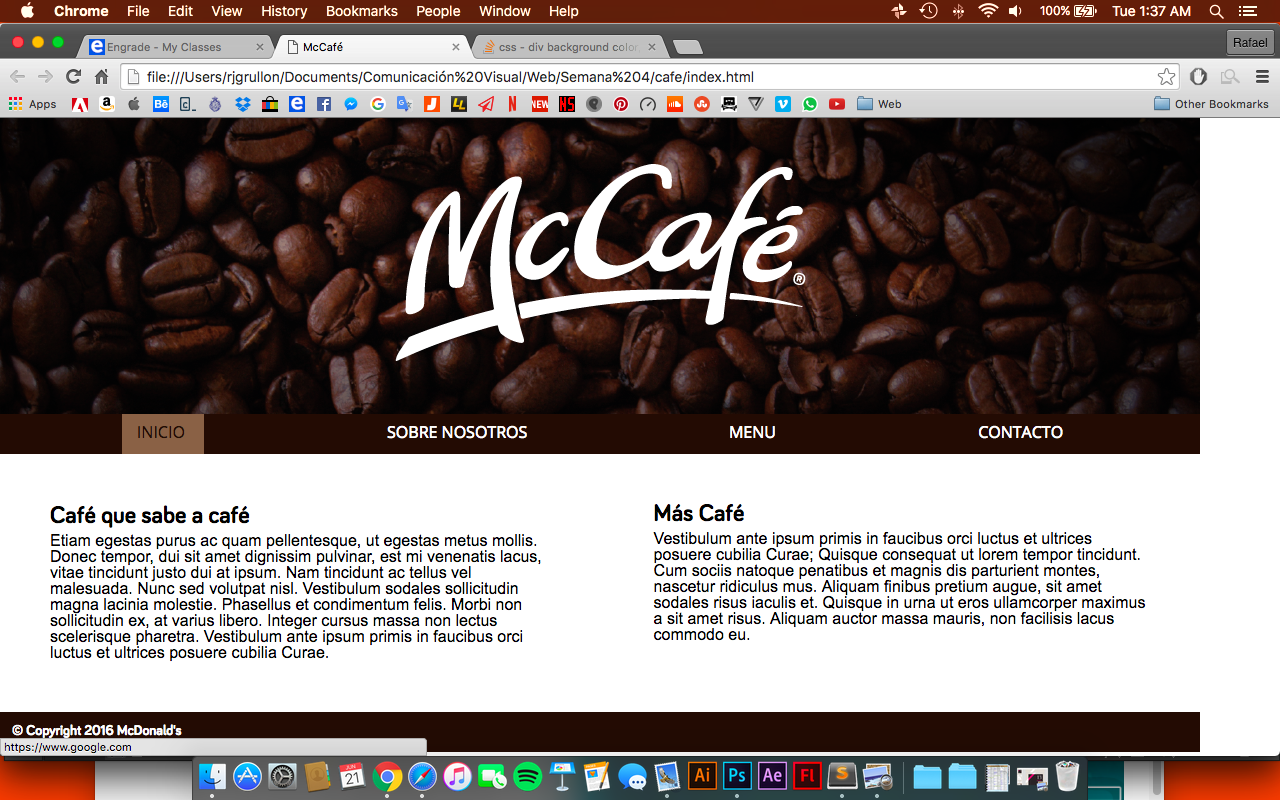 Chrome File Edit View History Bookmarks People Window Help 100% Tue 1:37 AM
Engrade - My Classes McCafé css - div background color Rafael
file:///Users/rjgrullon/Documents/Comunicación%20Visual/Web/Semana%204/cafe/index.html
Apps Web Other Bookmarks
McCafé®
INICIO SOBRE NOSOTROS MENU CONTACTO
Café que sabe a café
Etiam egestas purus ac quam pellentesque, ut egestas metus mollis.
Donec tempor, dui sit amet dignissim pulvinar, est mi venenatis lacus,
vitae tincidunt justo dui at ipsum. Nam tincidunt ac tellus vel
malesuada. Nunc sed volutpat nisl. Vestibulum sodales sollicitudin
magna lacinia molestie. Phasellus et condimentum felis. Morbi non
sollicitudin ex, at varius libero. Integer cursus massa non lectus
scelerisque pharetra. Vestibulum ante ipsum primis in faucibus orci
luctus et ultrices posuere cubilia Curae.
Más Café
Vestibulum ante ipsum primis in faucibus orci luctus et ultrices
posuere cubilia Curae; Quisque consequat ut lorem tempor tincidunt.
Cum sociis natoque penatibus et magnis dis parturient montes,
nascetur ridiculus mus. Aliquam finibus pretium augue, sit amet
sodales risus iaculis et. Quisque in urna ut eros ullamcorper maximus
a sit amet risus. Aliquam auctor massa mauris, non facilisis lacus
commodo eu.
© Copyright 2016 McDonald's
https://www.google.com
JUN
21
Ai Ps Ae Fl S